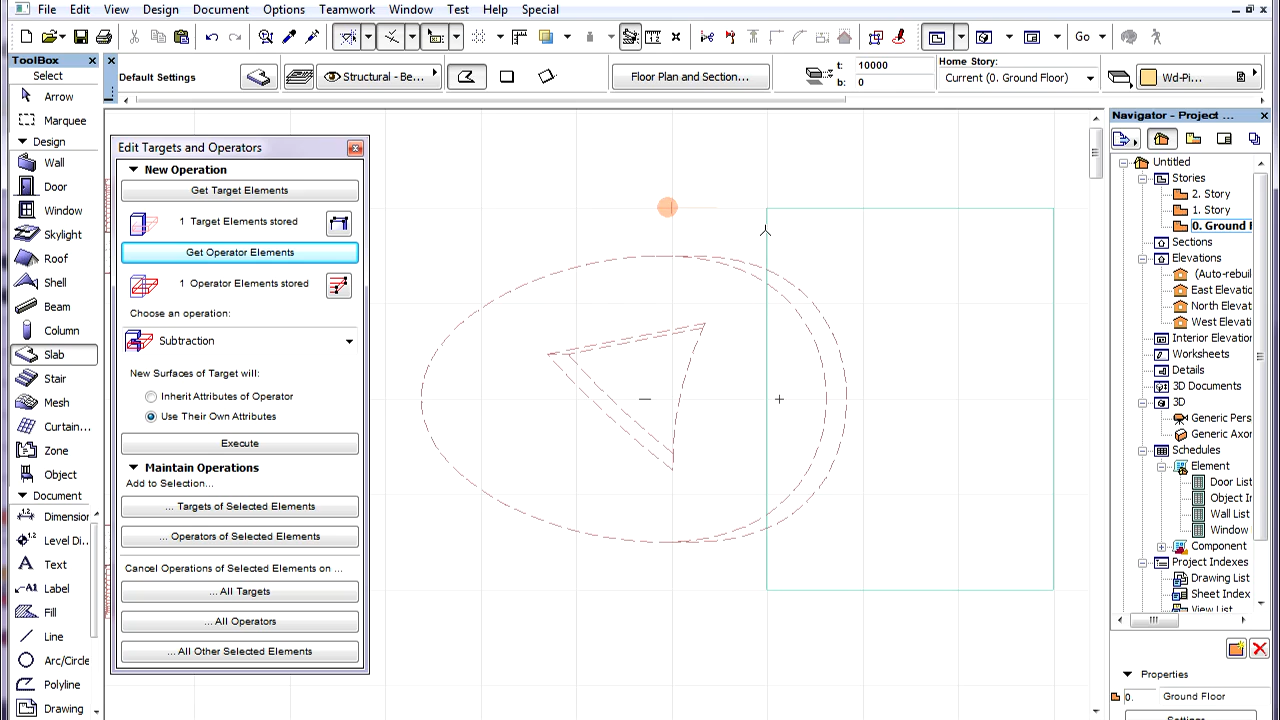 File Edit View Design Document Options Teamwork Window Test Help Special
Go
ToolBox
Select
Arrow
Marquee
Design
Wall
Door
Window
Skylight
Roof
Shell
Beam
Column
Slab
Stair
Mesh
Curtain...
Zone
Object
Document
Dimension
Level Di...
Text
Label
Fill
Line
Arc/Circle
Polyline
Drawing
Default Settings
Structural - Be...
Floor Plan and Section...
t: 10000
b: 0
Home Story:
Current (0. Ground Floor)
Wd-Pi...
Edit Targets and Operators
New Operation
Get Target Elements
1 Target Elements stored
Get Operator Elements
1 Operator Elements stored
Choose an operation:
Subtraction
New Surfaces of Target will:
Inherit Attributes of Operator
Use Their Own Attributes
Execute
Maintain Operations
Add to Selection...
... Targets of Selected Elements
... Operators of Selected Elements
Cancel Operations of Selected Elements on ...
... All Targets
... All Operators
... All Other Selected Elements
Navigator - Project ...
Untitled
Stories
2. Story
1. Story
0. Ground F
Sections
Elevations
(Auto-rebuil
East Elevatio
North Elevat
West Elevati
Interior Elevation
Worksheets
Details
3D Documents
3D
Generic Pers
Generic Axor
Schedules
Element
Door List
Object In
Wall List
Window
Component
Project Indexes
Drawing List
Sheet Index
View List
Properties
0. Ground Floor
Settings...